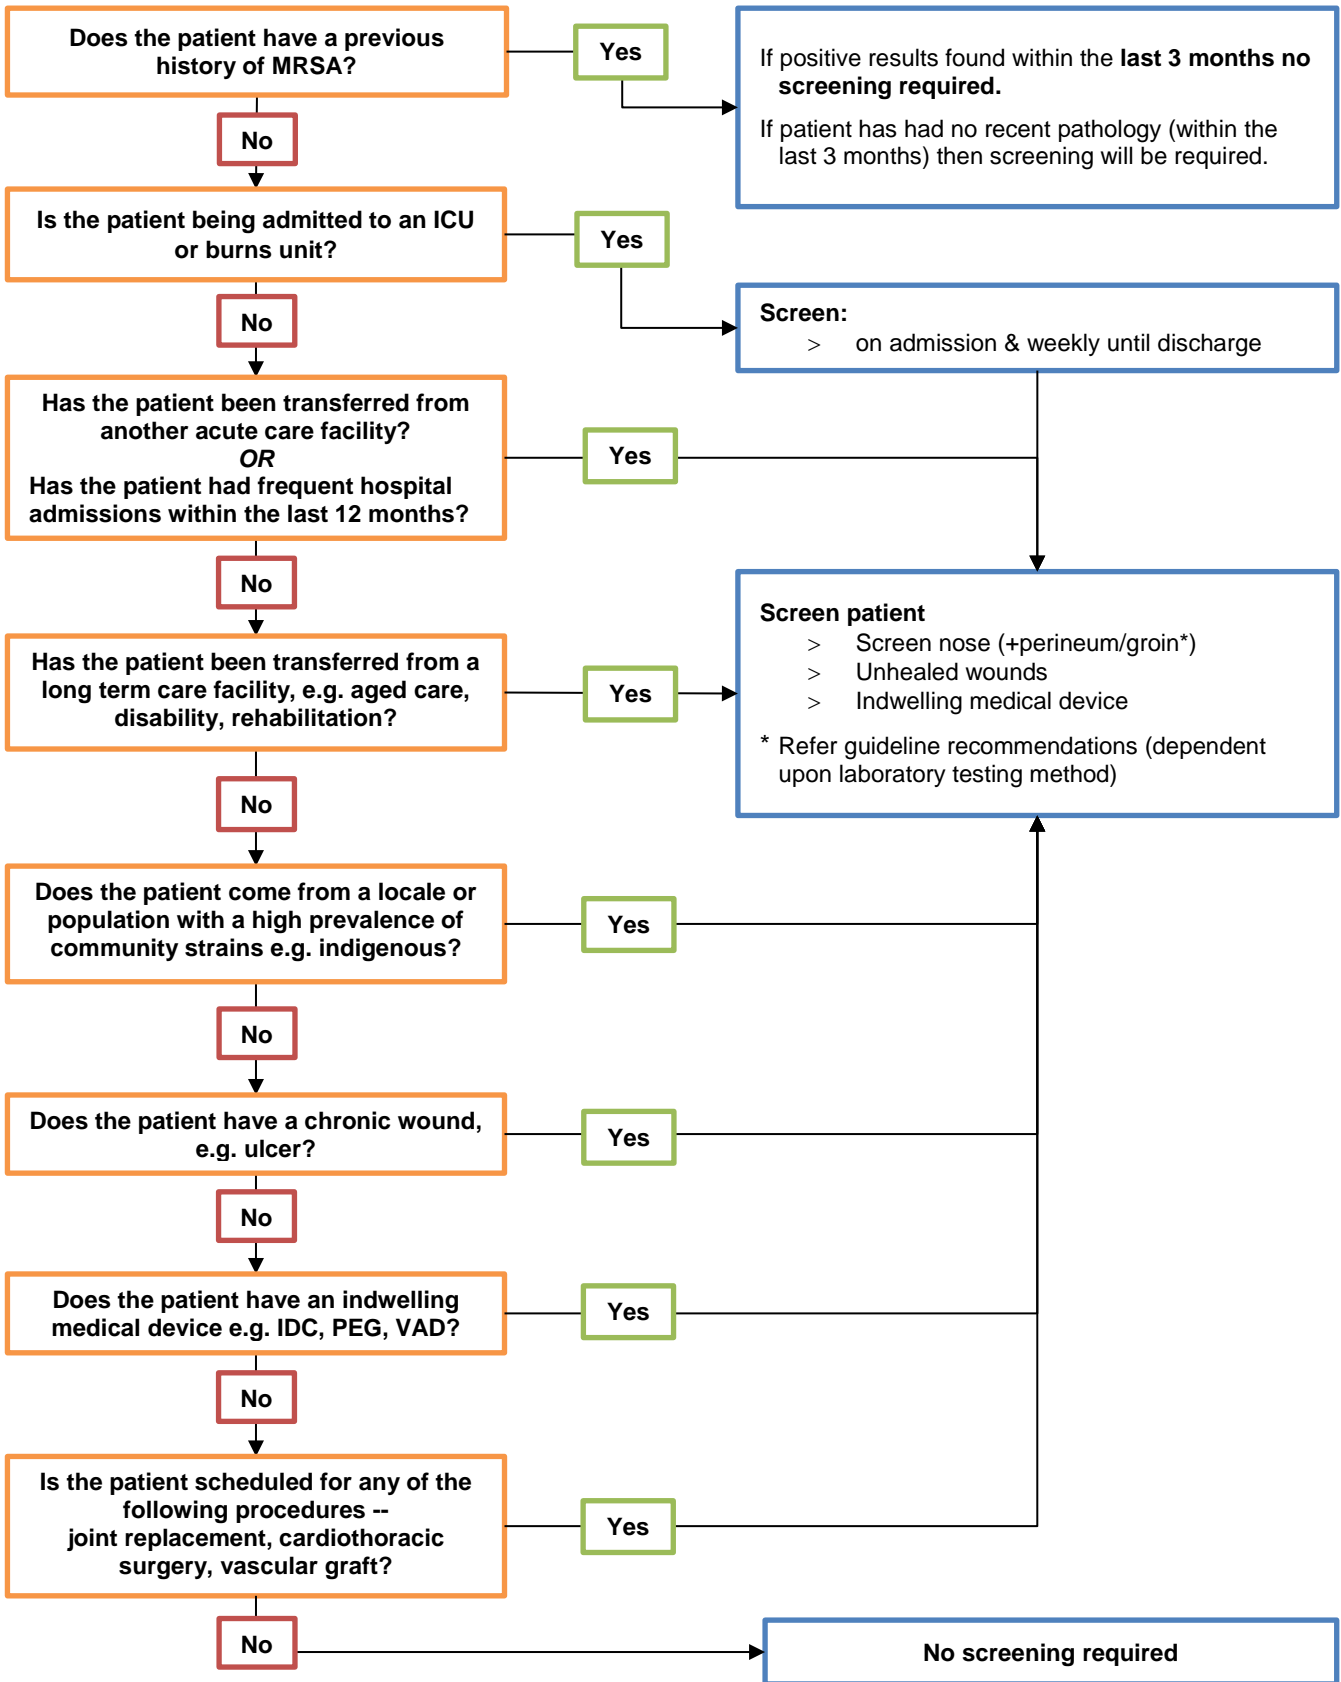 Does the patient have a previous
history of MRSA?
Yes
If positive results found within the last 3 months no
screening required.
If patient has had no recent pathology (within the
last 3 months) then screening will be required.
No
Is the patient being admitted to an ICU
or burns unit?
Yes
Screen:
> on admission & weekly until discharge
No
Has the patient been transferred from
another acute care facility?
OR
Has the patient had frequent hospital
admissions within the last 12 months?
Yes
No
Screen patient
> Screen nose (+perineum/groin*)
> Unhealed wounds
> Indwelling medical device
* Refer guideline recommendations (dependent
upon laboratory testing method)
Has the patient been transferred from a
long term care facility, e.g. aged care,
disability, rehabilitation?
Yes
No
Does the patient come from a locale or
population with a high prevalence of
community strains e.g. indigenous?
Yes
No
Does the patient have a chronic wound,
e.g. ulcer?
Yes
No
Does the patient have an indwelling
medical device e.g. IDC, PEG, VAD?
Yes
No
Is the patient scheduled for any of the
following procedures --
joint replacement, cardiothoracic
surgery, vascular graft?
Yes
No
No screening required